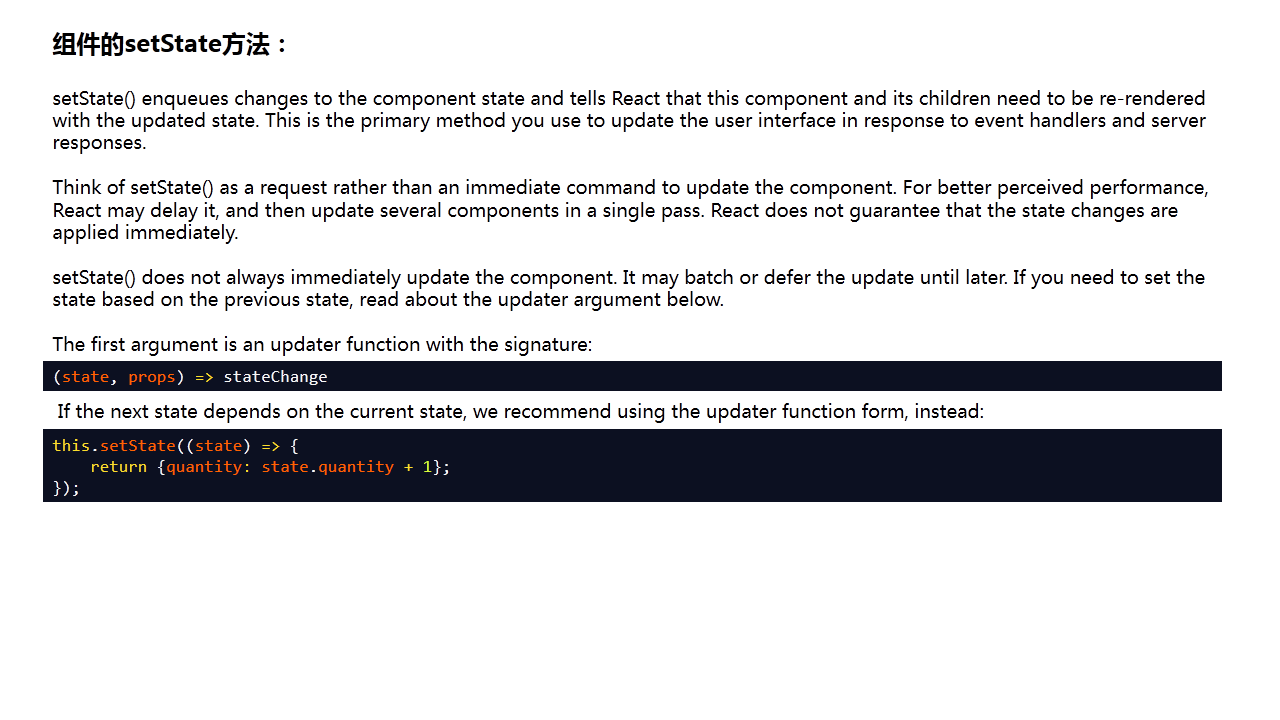 组件的setState方法：
setState() enqueues changes to the component state and tells React that this component and its children need to be re-rendered
with the updated state. This is the primary method you use to update the user interface in response to event handlers and server
responses.
Think of setState() as a request rather than an immediate command to update the component. For better perceived performance,
React may delay it, and then update several components in a single pass. React does not guarantee that the state changes are
applied immediately.
setState() does not always immediately update the component. It may batch or defer the update until later. If you need to set the
state based on the previous state, read about the updater argument below.
The first argument is an updater function with the signature:
(state, props) => stateChange
If the next state depends on the current state, we recommend using the updater function form, instead:
this.setState((state) => {
    return {quantity: state.quantity + 1};
});